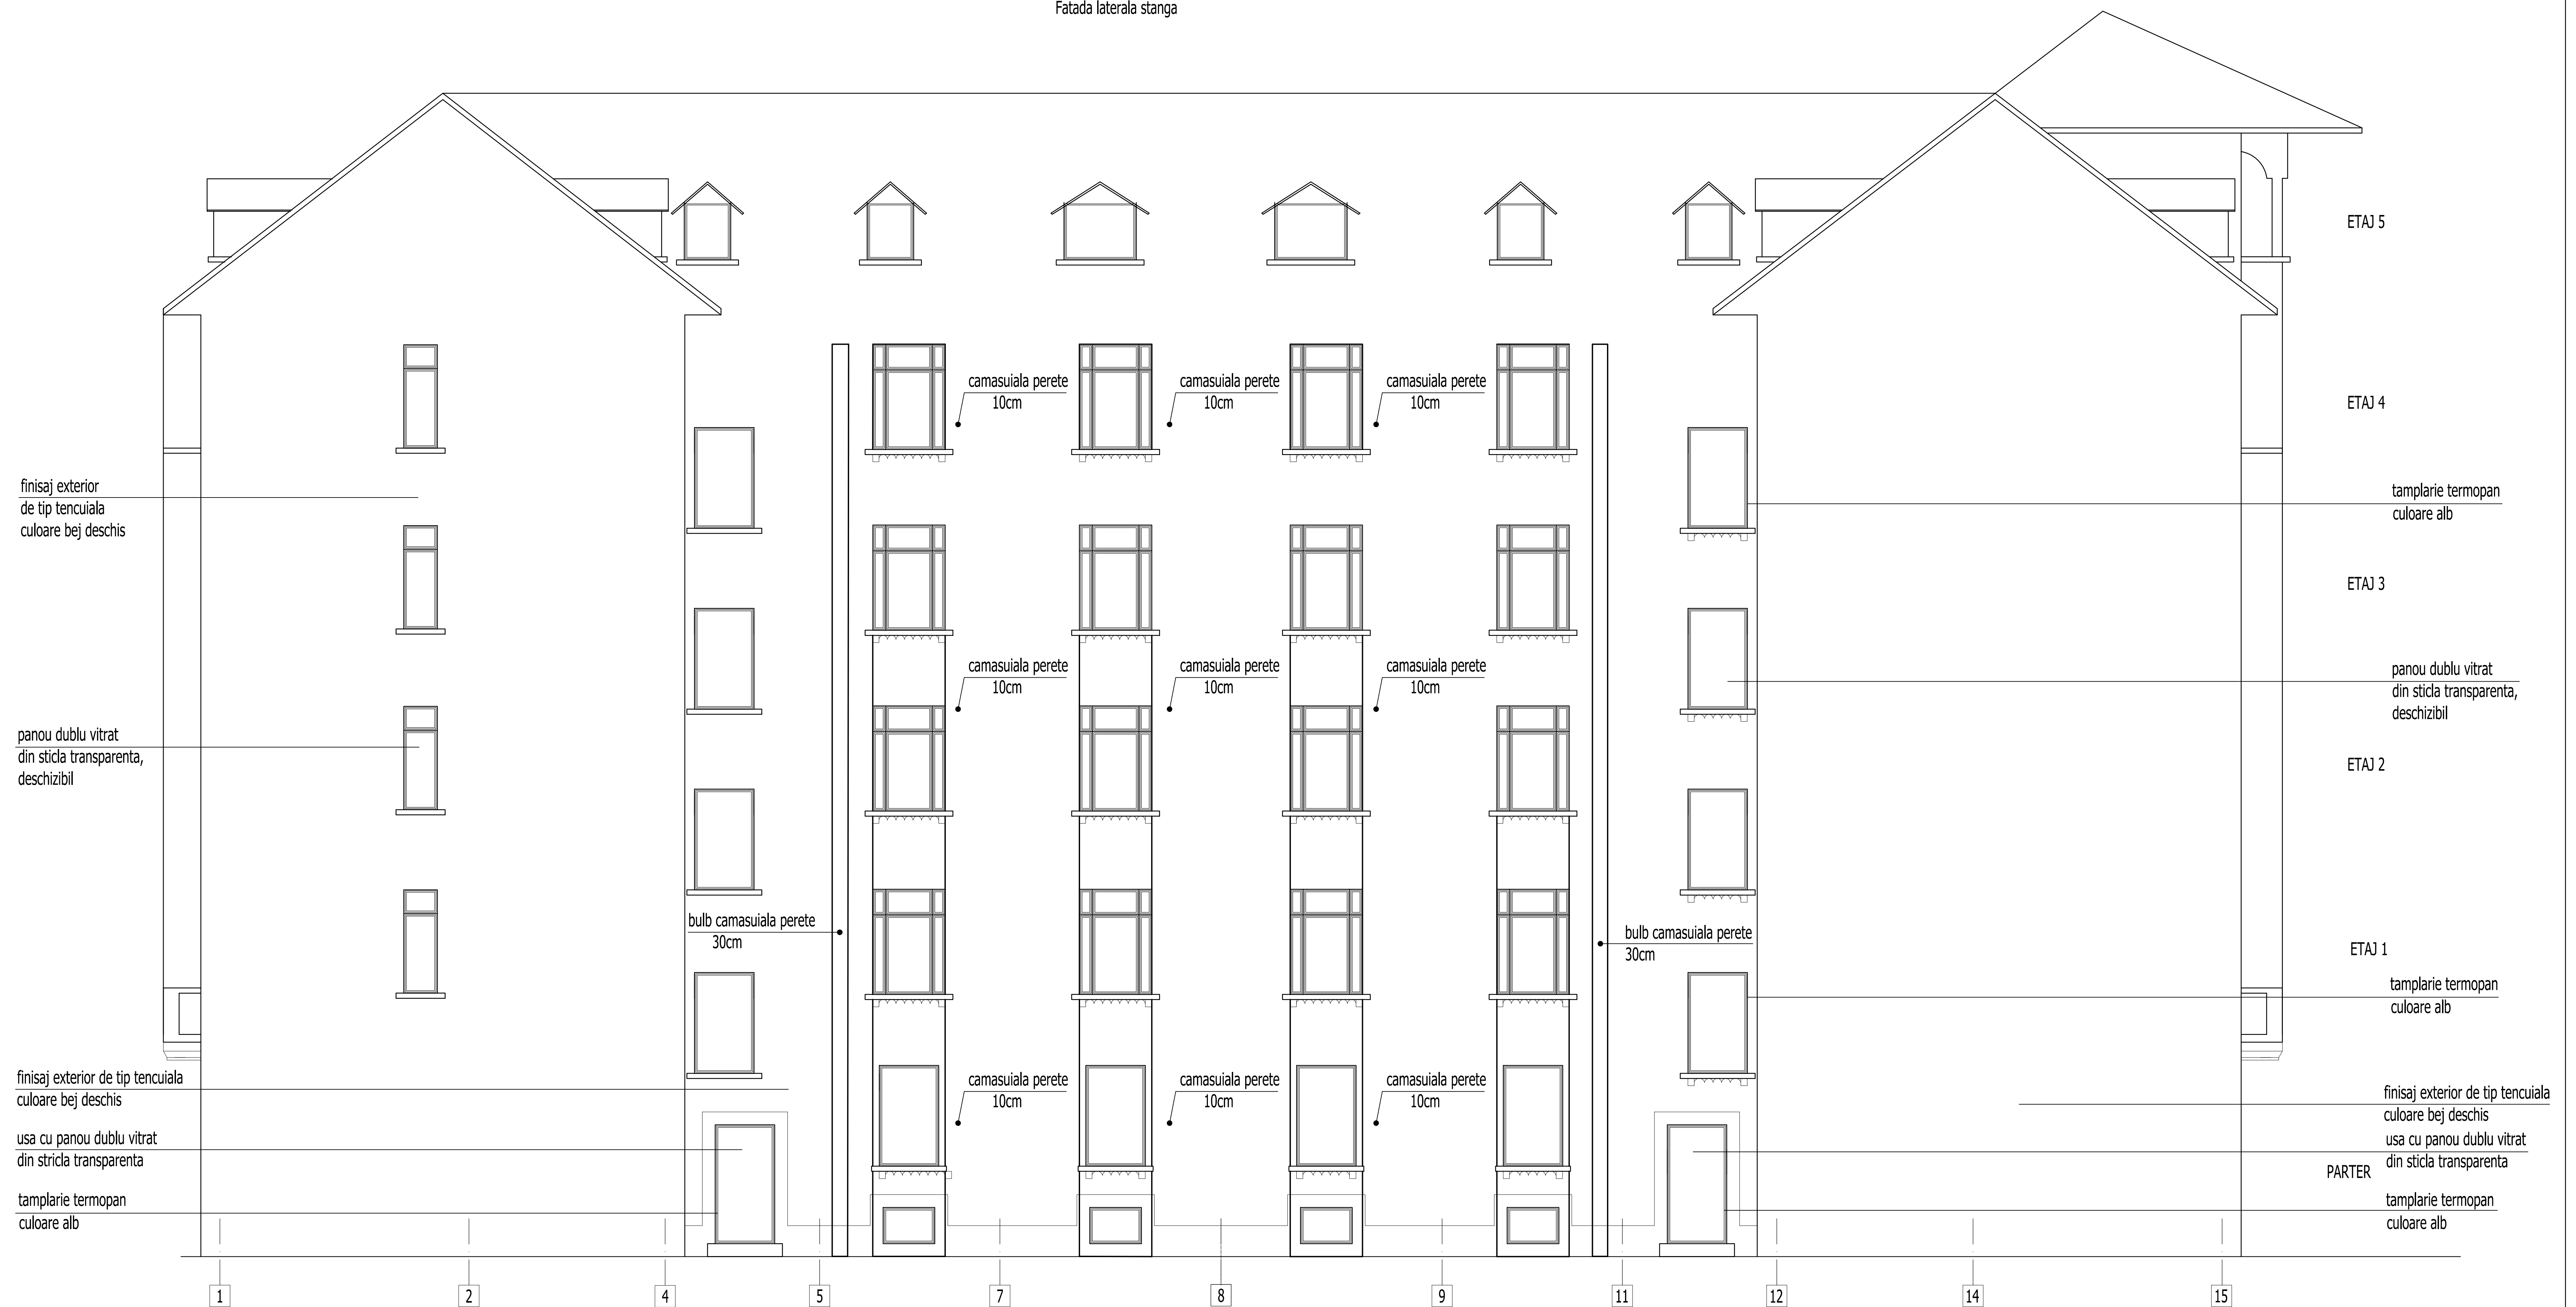 Fatada laterala stanga
ETAJ 5
camasuiala perete
10cm
camasuiala perete
10cm
camasuiala perete
10cm
ETAJ 4
finisaj exterior
de tip tencuiala
culoare bej deschis
tamplarie termopan
culoare alb
ETAJ 3
camasuiala perete
10cm
camasuiala perete
10cm
camasuiala perete
10cm
panou dublu vitrat
din sticla transparenta,
deschizibil
panou dublu vitrat
din sticla transparenta,
deschizibil
ETAJ 2
bulb camasuiala perete
30cm
bulb camasuiala perete
30cm
ETAJ 1
tamplarie termopan
culoare alb
finisaj exterior de tip tencuiala
culoare bej deschis
camasuiala perete
10cm
camasuiala perete
10cm
camasuiala perete
10cm
finisaj exterior de tip tencuiala
culoare bej deschis
usa cu panou dublu vitrat
din stricla transparenta
usa cu panou dublu vitrat
din sticla transparenta
PARTER
tamplarie termopan
culoare alb
tamplarie termopan
culoare alb
1 2 4 5 7 8 9 11 12 14 15